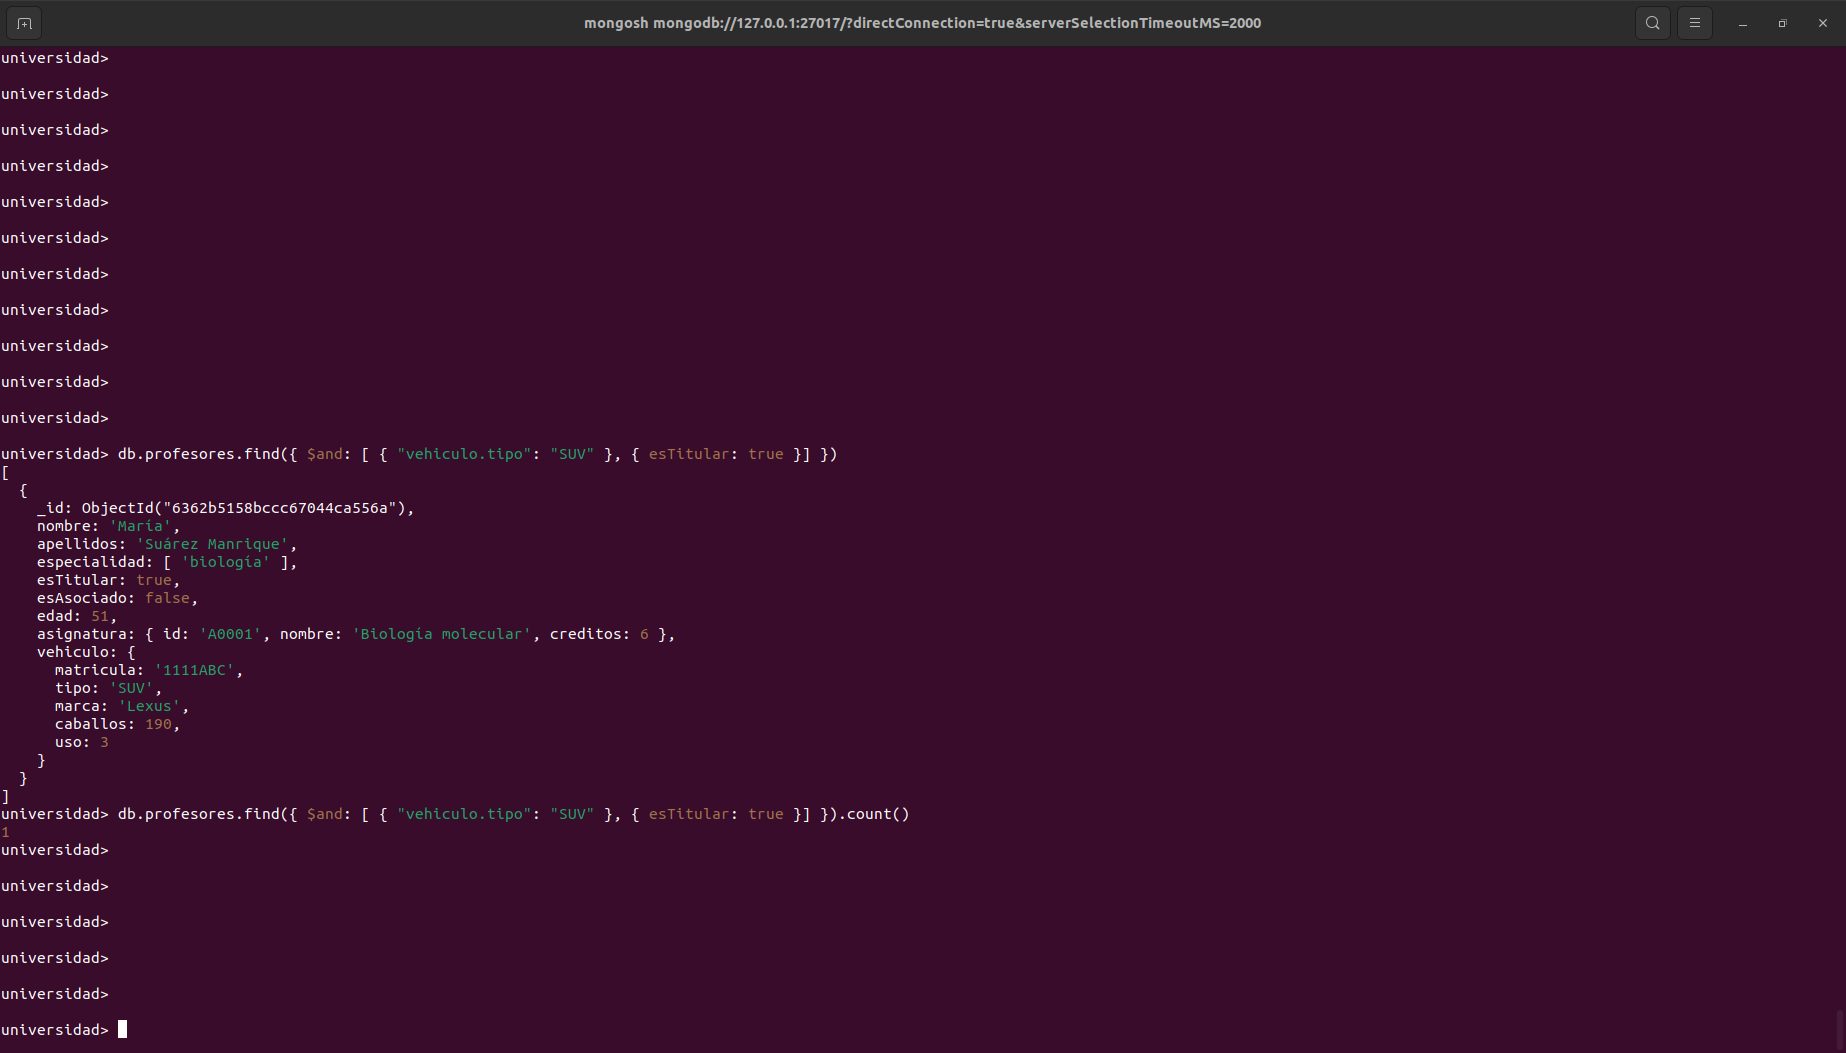 mongosh mongodb://127.0.0.1:27017/?directConnection=true&serverSelectionTimeoutMS=2000
universidad>
universidad>
universidad>
universidad>
universidad>
universidad>
universidad>
universidad>
universidad>
universidad>
universidad>
universidad> db.profesores.find({ $and: [ { "vehiculo.tipo": "SUV" }, { esTitular: true }] })
[
  {
    _id: ObjectId("6362b5158bccc67044ca556a"),
    nombre: 'María',
    apellidos: 'Suárez Manrique',
    especialidad: [ 'biología' ],
    esTitular: true,
    esAsociado: false,
    edad: 51,
    asignatura: { id: 'A0001', nombre: 'Biología molecular', creditos: 6 },
    vehiculo: {
      matricula: '1111ABC',
      tipo: 'SUV',
      marca: 'Lexus',
      caballos: 190,
      uso: 3
    }
  }
]
universidad> db.profesores.find({ $and: [ { "vehiculo.tipo": "SUV" }, { esTitular: true }] }).count()
1
universidad>
universidad>
universidad>
universidad>
universidad>
universidad>